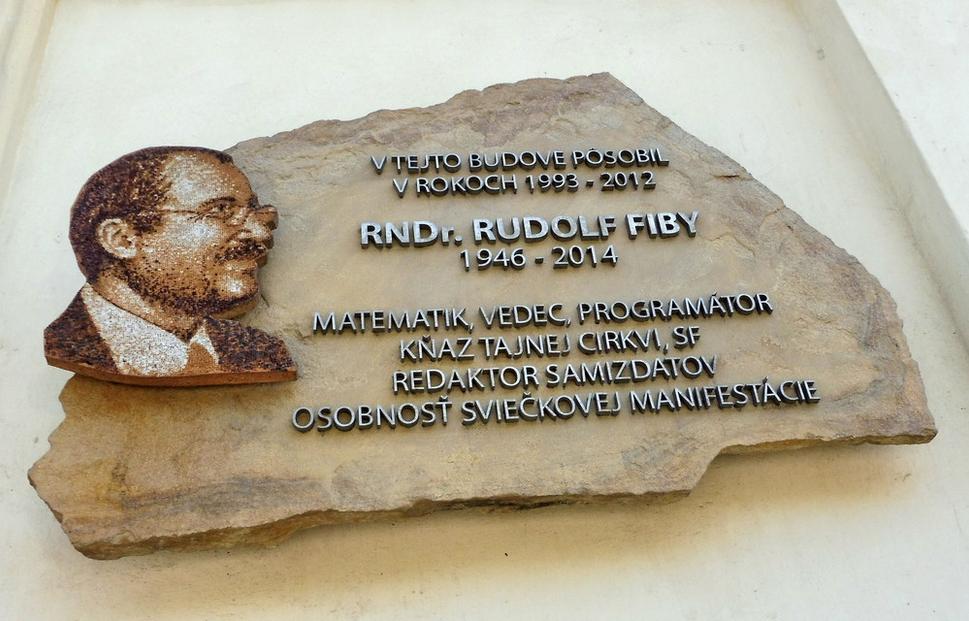 V TEJTO BUDOVE PÔSOBIL
V ROKOCH 1993 - 2012
RNDr. RUDOLF FIBY
1946 - 2014
MATEMATIK, VEDEC, PROGRAMÁTOR
KŇAZ TAJNEJ CIRKVI, SF
REDAKTOR SAMIZDATOV
OSOBNOSŤ SVIEČKOVEJ MANIFESTÁCIE